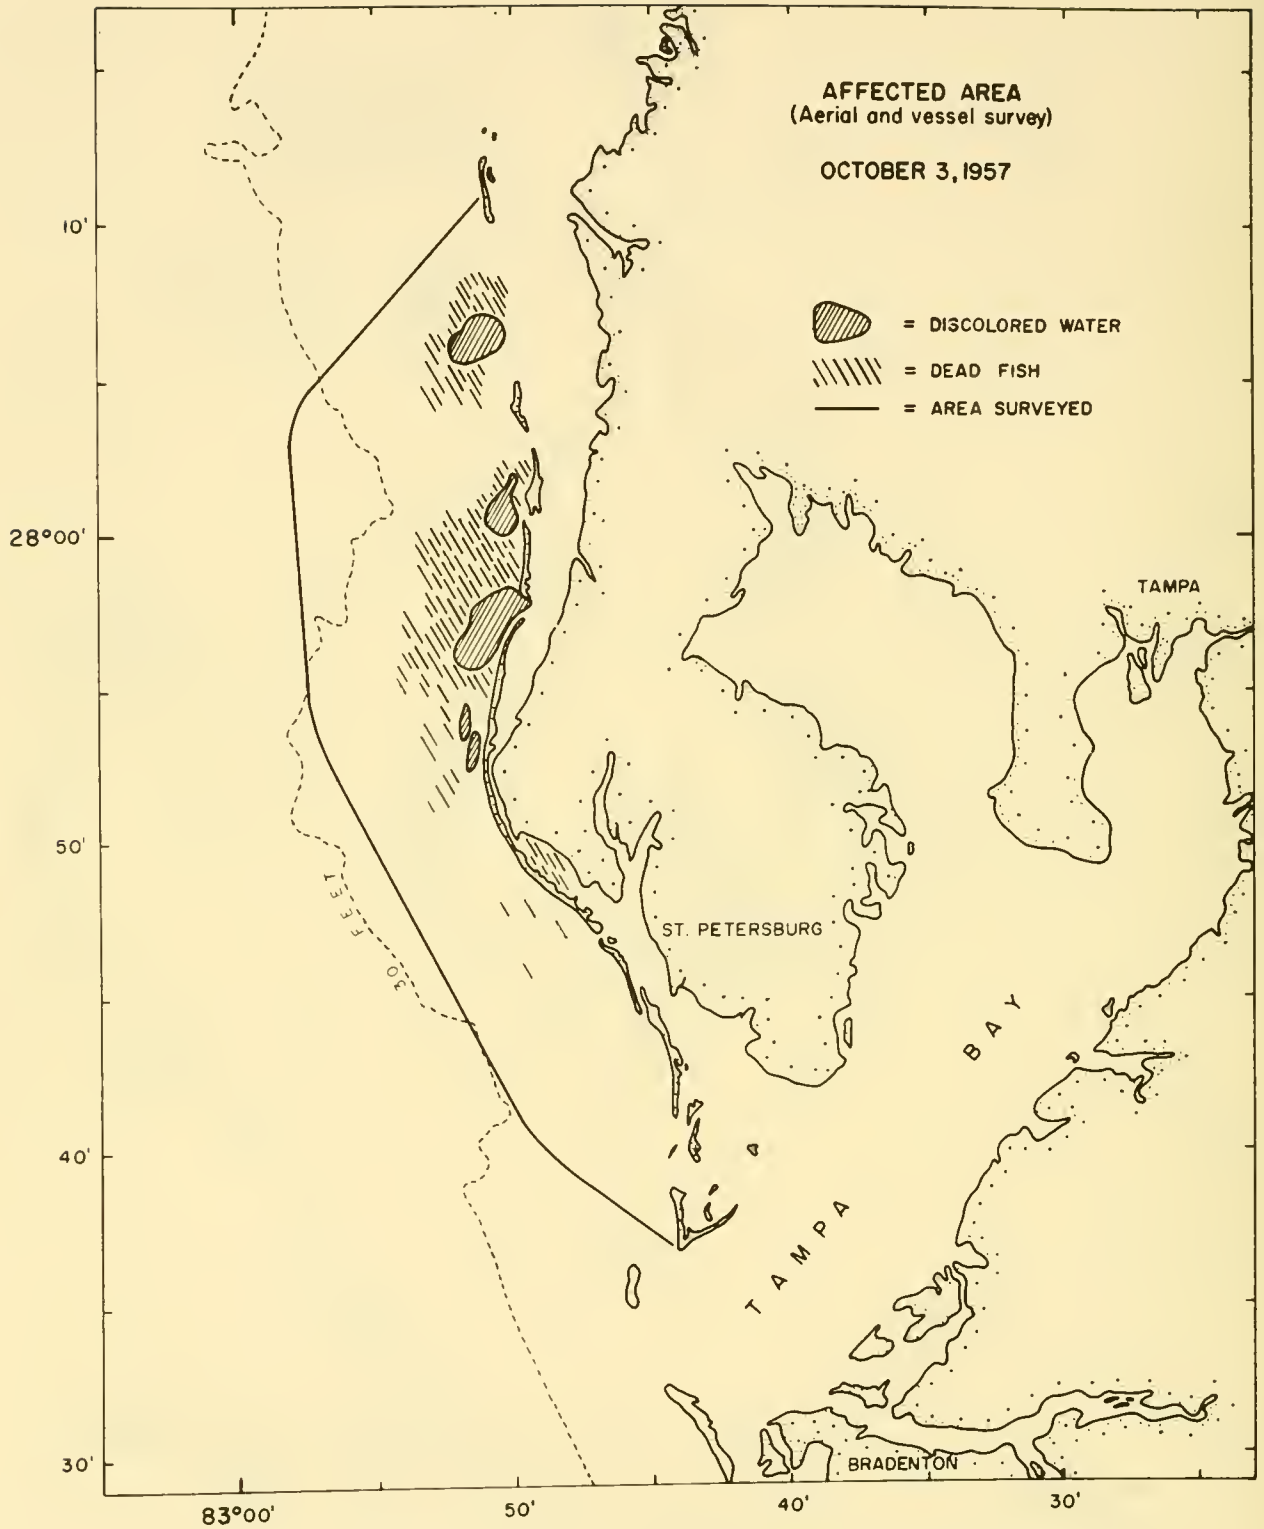 AFFECTED AREA
(Aerial and vessel survey)
OCTOBER 3, 1957
10'
= DISCOLORED WATER
= DEAD FISH
= AREA SURVEYED
28°00'
TAMPA
50'
30 FEET
ST. PETERSBURG
TAMPA BAY
40'
30'
BRADENTON
83°00'
50'
40'
30'